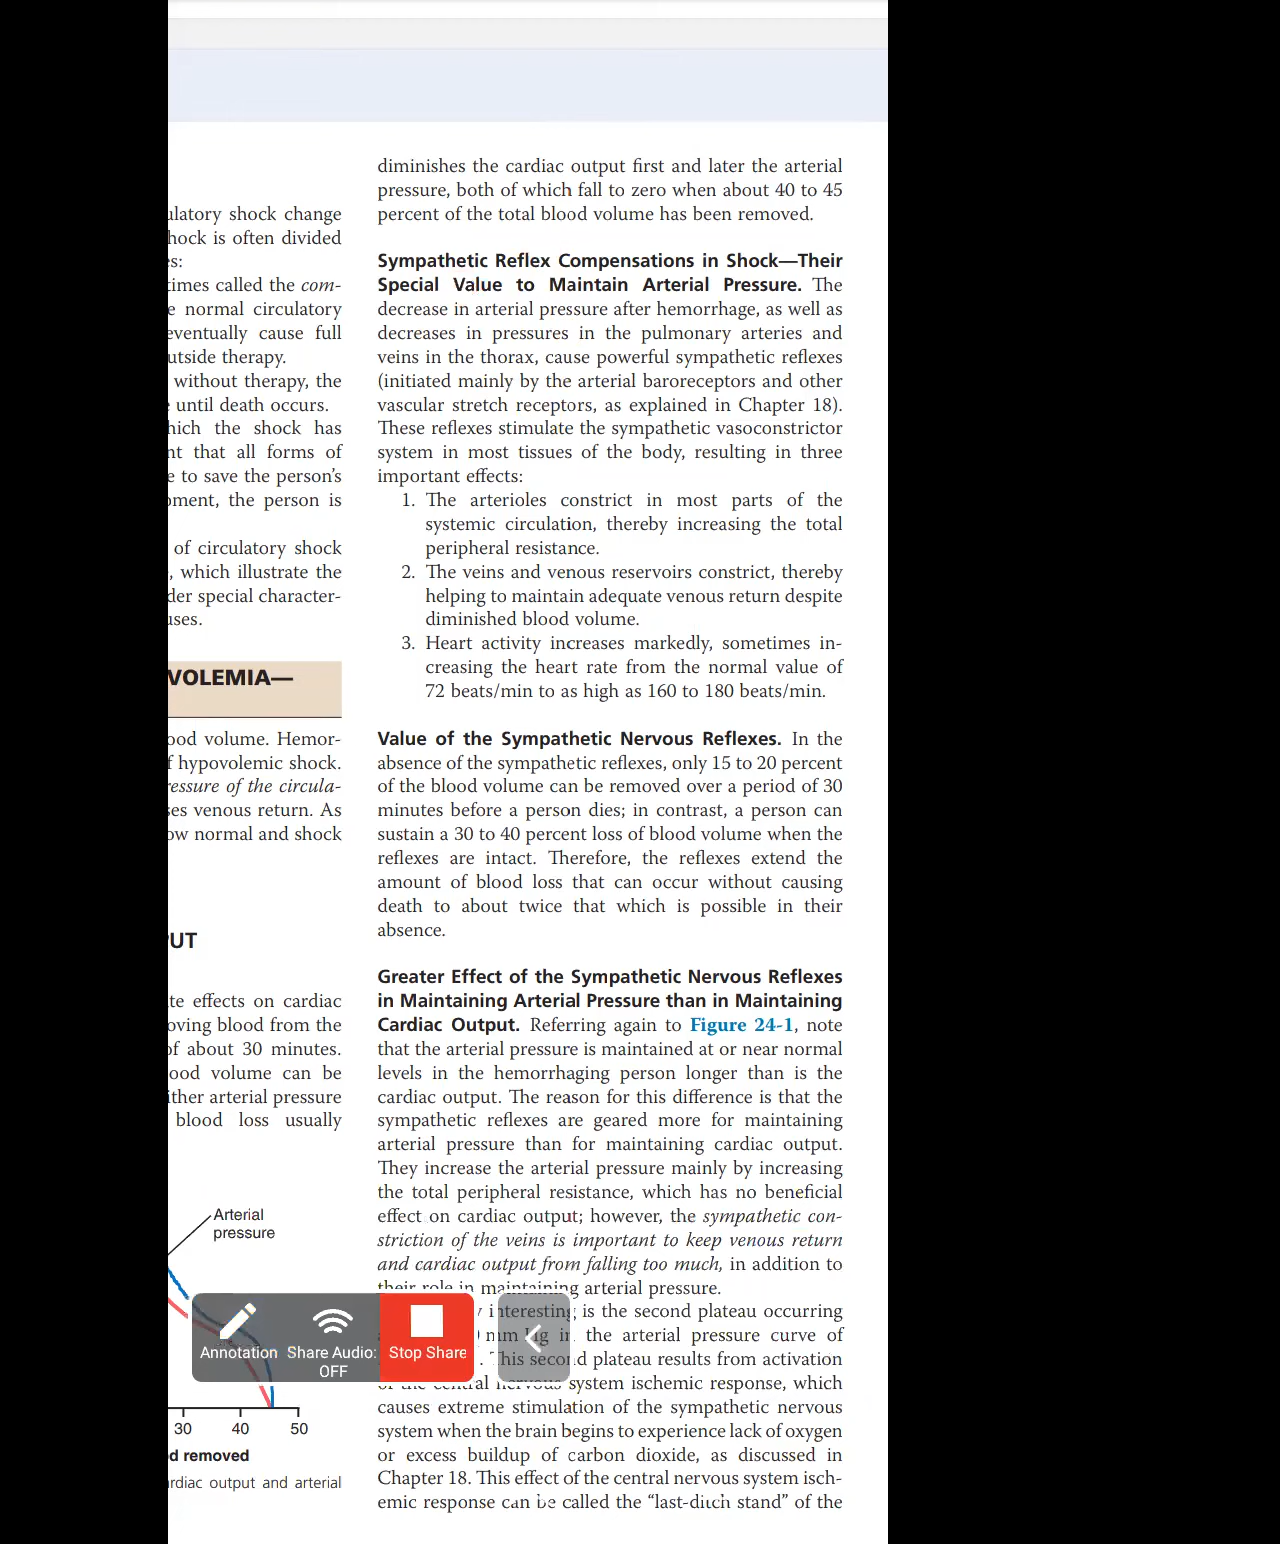 ulatory shock change
hock is often divided
es:
times called the com-
e normal circulatory
eventually cause full
utside therapy.
without therapy, the
until death occurs.
hich the shock has
nt that all forms of
e to save the person's
ment, the person is
of circulatory shock
, which illustrate the
der special character-
uses.
VOLEMIA—
ood volume. Hemor-
f hypovolemic shock.
ressure of the circula-
ses venous return. As
ow normal and shock
PUT
te effects on cardiac
oving blood from the
of about 30 minutes.
ood volume can be
ither arterial pressure
blood loss usually
Arterial
pressure
30 40 50
d removed
rdiac output and arterial
diminishes the cardiac output first and later the arterial
pressure, both of which fall to zero when about 40 to 45
percent of the total blood volume has been removed.
Sympathetic Reflex Compensations in Shock—Their
Special Value to Maintain Arterial Pressure. The
decrease in arterial pressure after hemorrhage, as well as
decreases in pressures in the pulmonary arteries and
veins in the thorax, cause powerful sympathetic reflexes
(initiated mainly by the arterial baroreceptors and other
vascular stretch receptors, as explained in Chapter 18).
These reflexes stimulate the sympathetic vasoconstrictor
system in most tissues of the body, resulting in three
important effects:
1. The arterioles constrict in most parts of the
systemic circulation, thereby increasing the total
peripheral resistance.
2. The veins and venous reservoirs constrict, thereby
helping to maintain adequate venous return despite
diminished blood volume.
3. Heart activity increases markedly, sometimes in-
creasing the heart rate from the normal value of
72 beats/min to as high as 160 to 180 beats/min.
Value of the Sympathetic Nervous Reflexes. In the
absence of the sympathetic reflexes, only 15 to 20 percent
of the blood volume can be removed over a period of 30
minutes before a person dies; in contrast, a person can
sustain a 30 to 40 percent loss of blood volume when the
reflexes are intact. Therefore, the reflexes extend the
amount of blood loss that can occur without causing
death to about twice that which is possible in their
absence.
Greater Effect of the Sympathetic Nervous Reflexes
in Maintaining Arterial Pressure than in Maintaining
Cardiac Output. Referring again to Figure 24-1, note
that the arterial pressure is maintained at or near normal
levels in the hemorrhaging person longer than is the
cardiac output. The reason for this difference is that the
sympathetic reflexes are geared more for maintaining
arterial pressure than for maintaining cardiac output.
They increase the arterial pressure mainly by increasing
the total peripheral resistance, which has no beneficial
effect on cardiac output; however, the sympathetic con-
striction of the veins is important to keep venous return
and cardiac output from falling too much, in addition to
their role in maintaining arterial pressure.
interesting is the second plateau occurring
mm Hg in the arterial pressure curve of
This second plateau results from activation
of the central nervous system ischemic response, which
causes extreme stimulation of the sympathetic nervous
system when the brain begins to experience lack of oxygen
or excess buildup of carbon dioxide, as discussed in
Chapter 18. This effect of the central nervous system isch-
emic response can be called the “last-ditch stand” of the
Annotation
Share Audio:
OFF
Stop Share